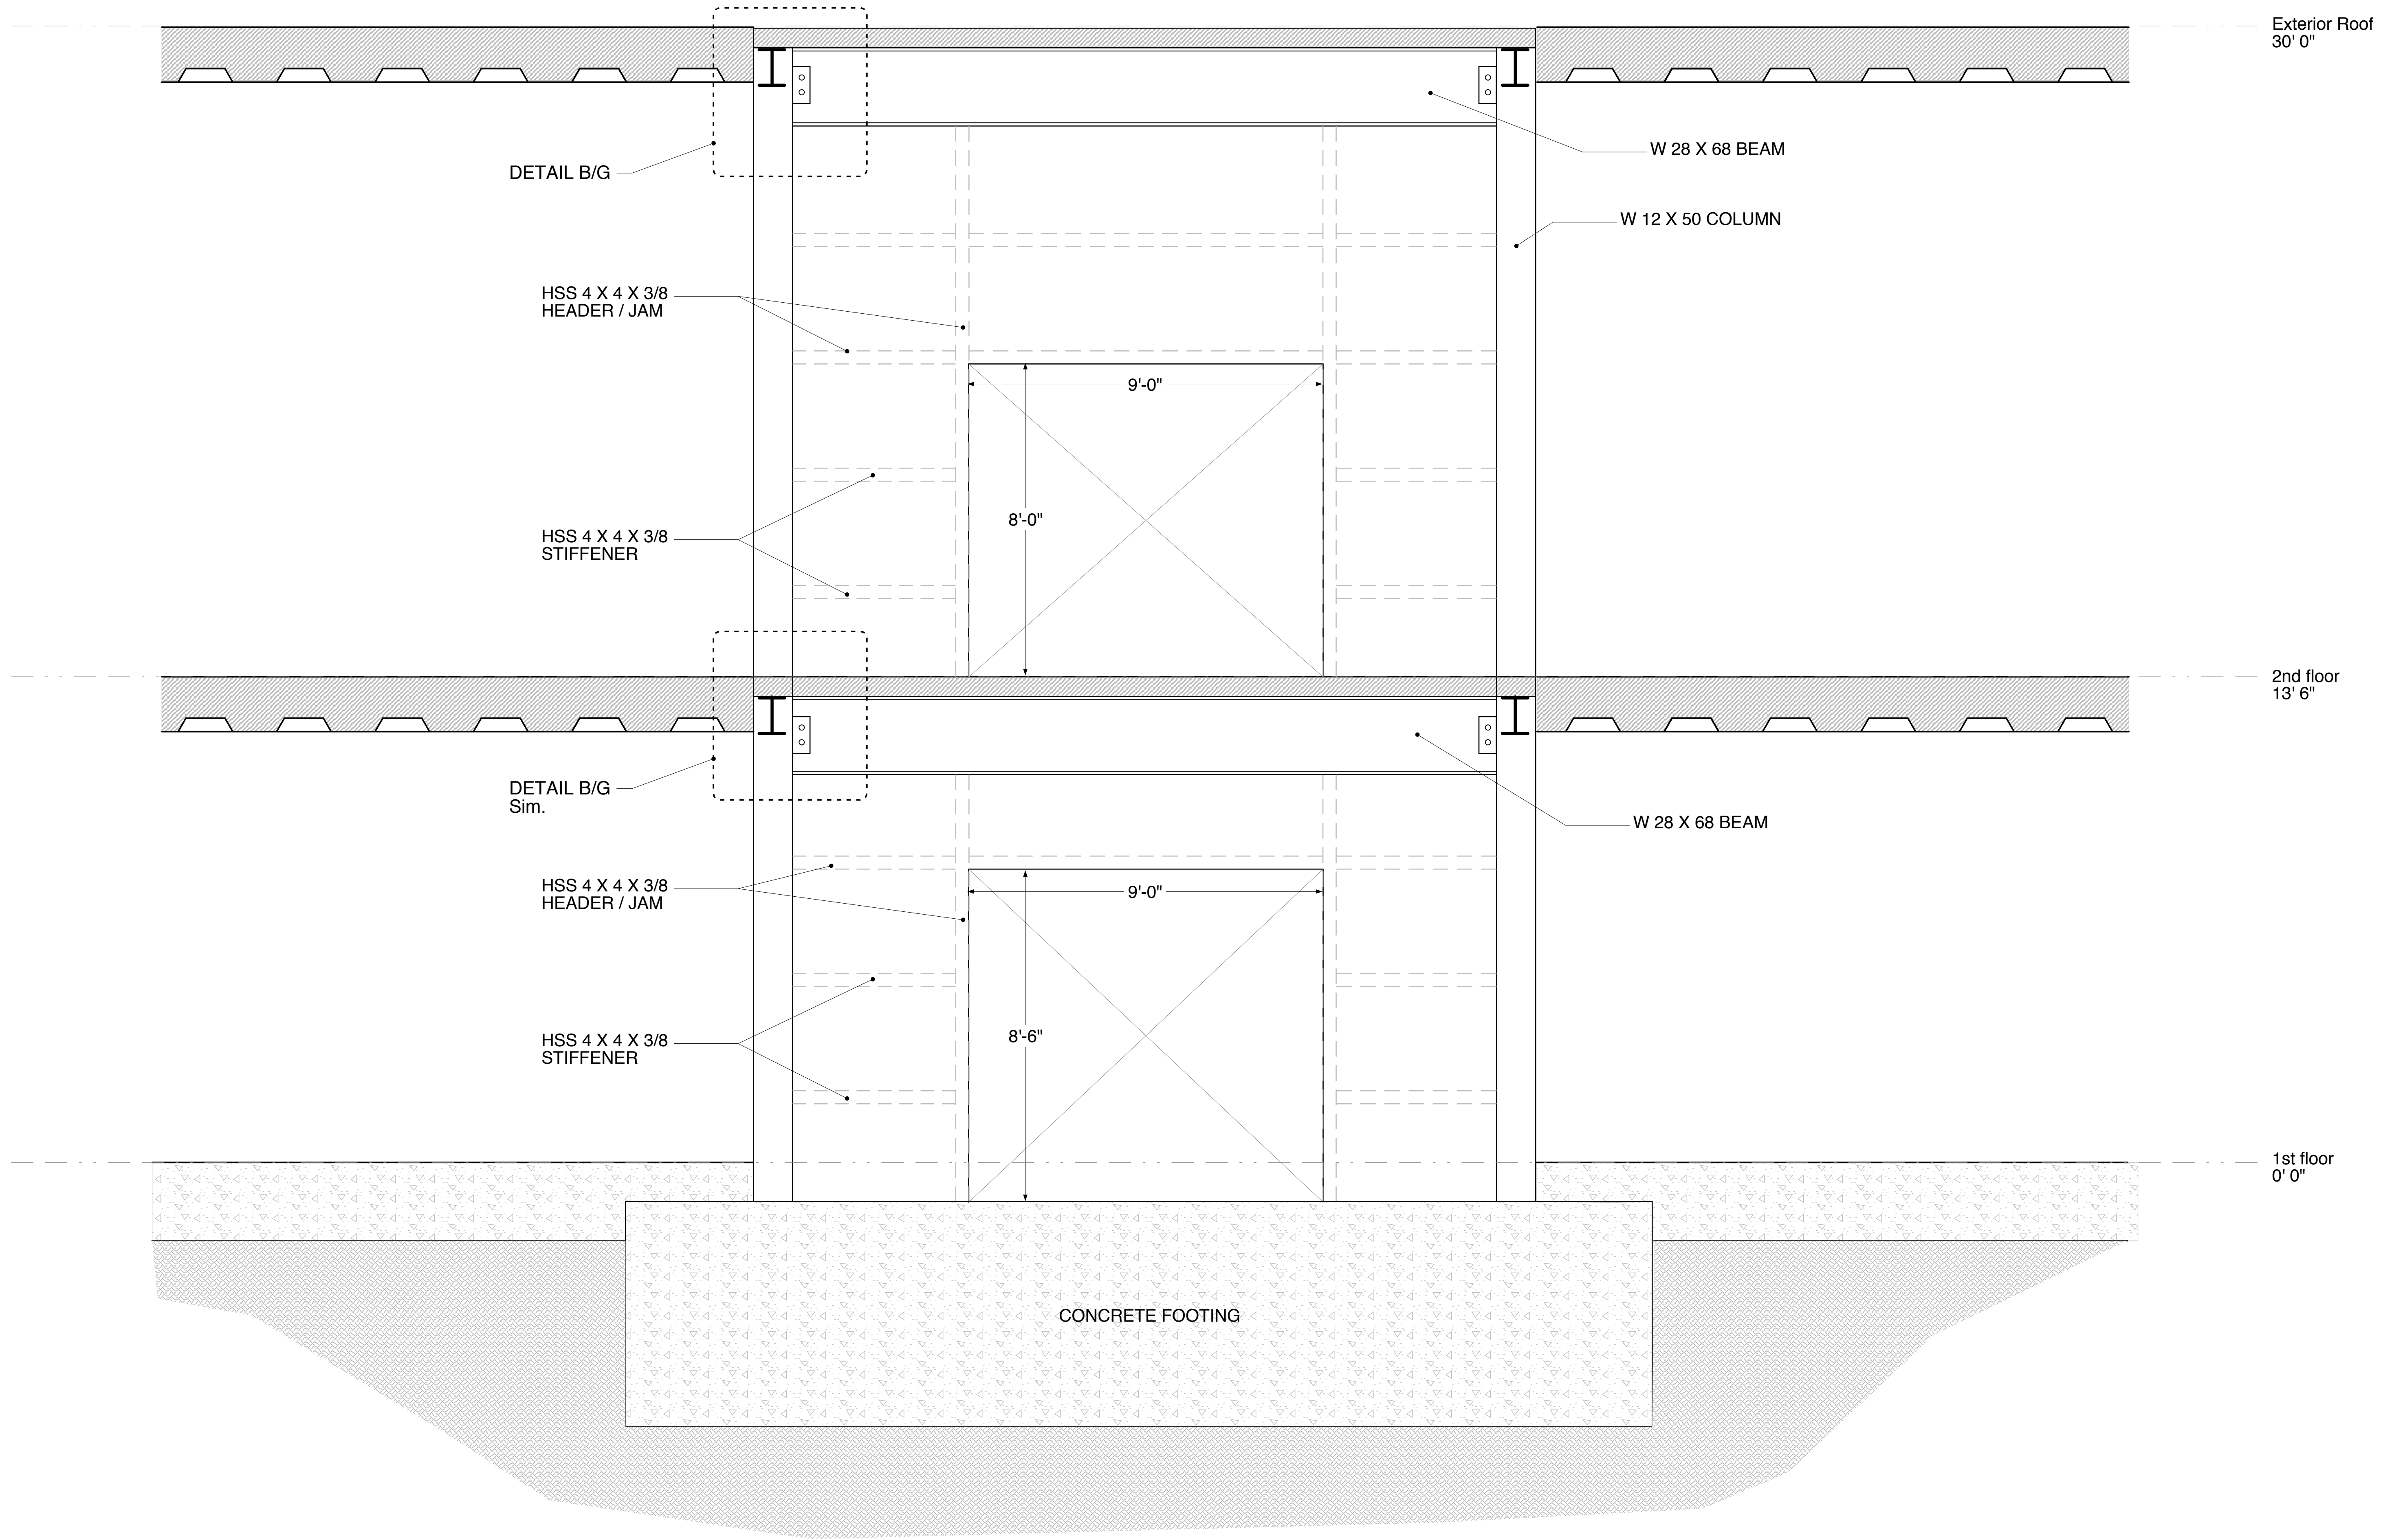 Exterior Roof
30' 0"
W 28 X 68 BEAM
DETAIL B/G
W 12 X 50 COLUMN
HSS 4 X 4 X 3/8
HEADER / JAM
9'-0"
8'-0"
HSS 4 X 4 X 3/8
STIFFENER
2nd floor
13' 6"
DETAIL B/G
Sim.
W 28 X 68 BEAM
HSS 4 X 4 X 3/8
HEADER / JAM
9'-0"
8'-6"
HSS 4 X 4 X 3/8
STIFFENER
1st floor
0' 0"
CONCRETE FOOTING